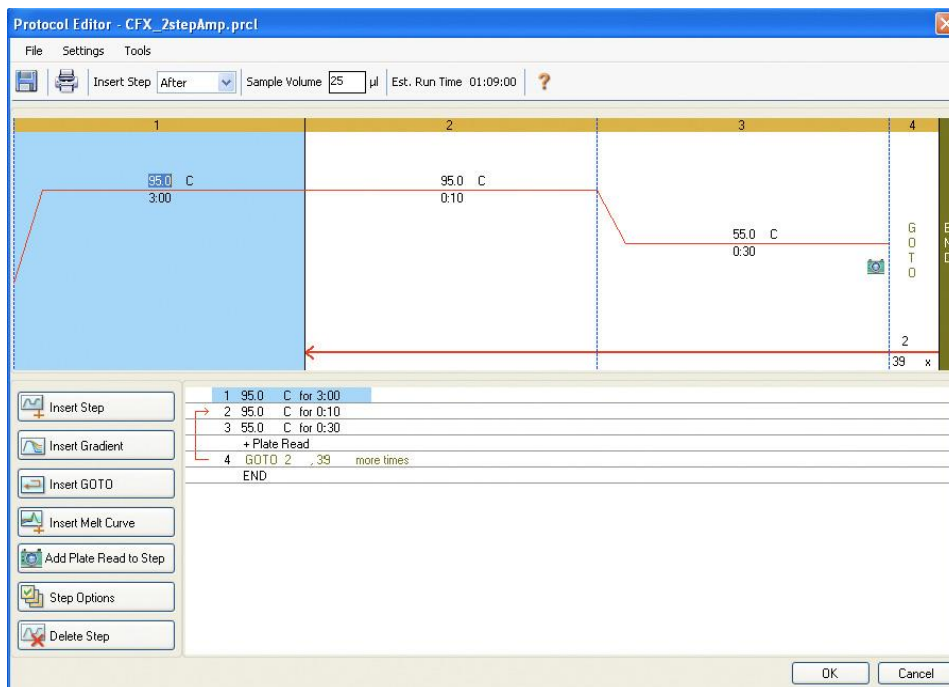 Protocol Editor - CFX_2stepAmp.prcl
File Settings Tools
Insert Step After Sample Volume 25 µl Est. Run Time 01:09:00 ?
1 2 3 4
95.0 C
3:00
95.0 C
0:10
55.0 C
0:30
G
O
T
O
E
N
D
2
39 x
Insert Step
Insert Gradient
Insert GOTO
Insert Melt Curve
Add Plate Read to Step
Step Options
Delete Step
1 95.0 C for 3:00
2 95.0 C for 0:10
3 55.0 C for 0:30
+ Plate Read
4 GOTO 2 , 39 more times
END
OK Cancel